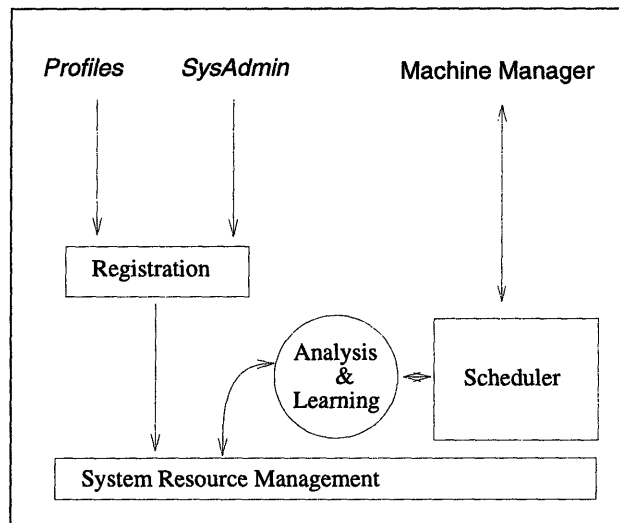 Profiles
SysAdmin
Machine Manager
Registration
Analysis
&
Learning
Scheduler
System Resource Management